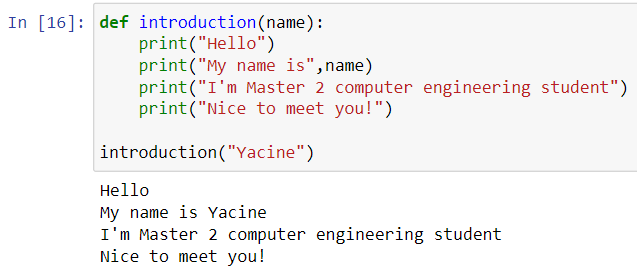 In [16]: def introduction(name):
    print("Hello")
    print("My name is",name)
    print("I'm Master 2 computer engineering student")
    print("Nice to meet you!")
introduction("Yacine")
Hello
My name is Yacine
I'm Master 2 computer engineering student
Nice to meet you!